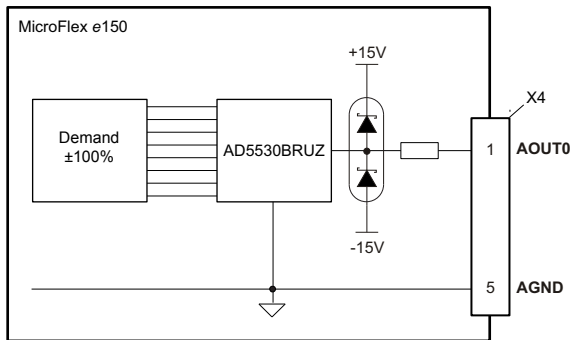 MicroFlex e150
+15V
X4
Demand
±100%
AD5530BRUZ
1 AOUT0
-15V
5 AGND